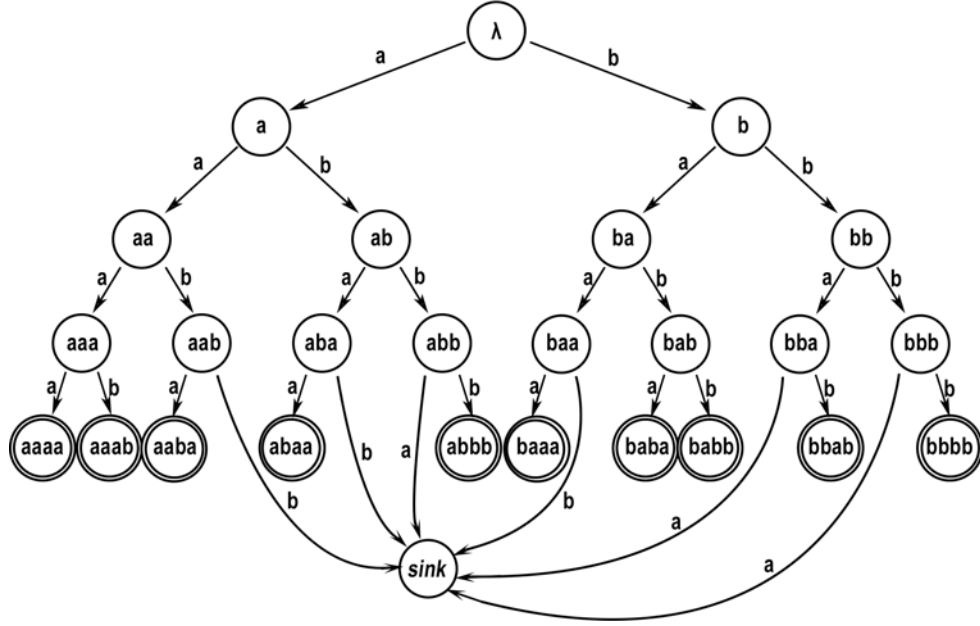 λ
a b
a b
a b a b
aa ab ba bb
a b a b a b a b
aaa aab aba abb baa bab bba bbb
a b a a b a a b b b
aaaa aaab aaba abaa abbb baaa baba babb bbab bbbb
b a
b b
a
sink
a